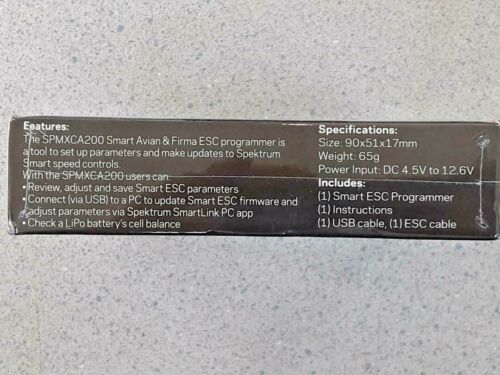 Features:
The SPMXCA200 Smart Avian & Firma ESC programmer is
a tool to set up parameters and make updates to Spektrum
Smart speed controls.
With the SPMXCA200 users can:
• Review, adjust and save Smart ESC parameters
• Connect (via USB) to a PC to update Smart ESC firmware and
adjust parameters via Spektrum SmartLink PC app
• Check a LiPo battery's cell balance
Specifications:
Size: 90x51x17mm
Weight: 65g
Power Input: DC 4.5V to 12.6V
Includes:
(1) Smart ESC Programmer
(1) Instructions
(1) USB cable, (1) ESC cable